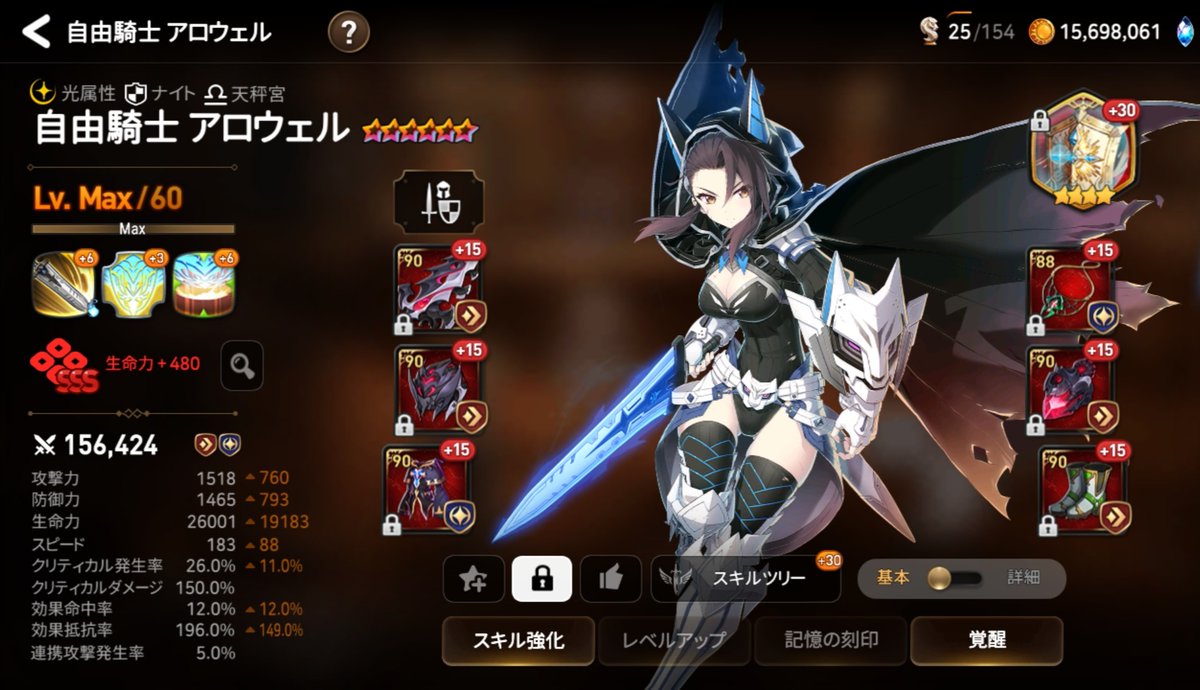 自由騎士 アロウェル
?
25/154
15,698,061
光属性 ナイト 天秤宮
自由騎士 アロウェル
Lv. Max/60
Max
+6 +3 +6
SSS 生命力+480
156,424
攻撃力 1518 760
防御力 1465 793
生命力 26001 19183
スピード 183 88
クリティカル発生率 26.0% 11.0%
クリティカルダメージ 150.0%
効果命中率 12.0% 12.0%
効果抵抗率 196.0% 149.0%
連携攻撃発生率 5.0%
90 +15
90 +15
90 +15
+30
88 +15
90 +15
90 +15
スキルツリー +30
基本 詳細
スキル強化 レベルアップ 記憶の刻印 覚醒